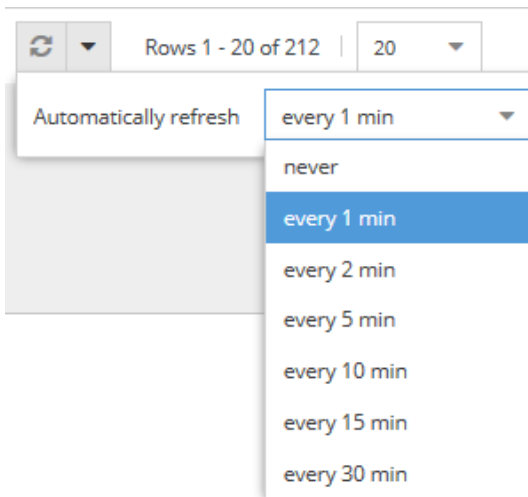 Rows 1 - 20 of 212 20
Automatically refresh every 1 min
never
every 1 min
every 2 min
every 5 min
every 10 min
every 15 min
every 30 min